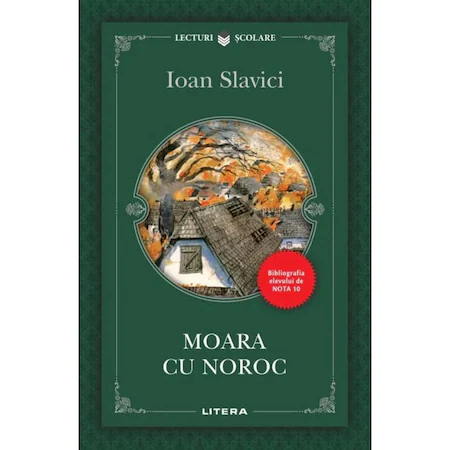 LECTURI ȘCOLARE
Ioan Slavici
Bibliografia
elevului de
NOTA 10
MOARA
CU NOROC
LITERA